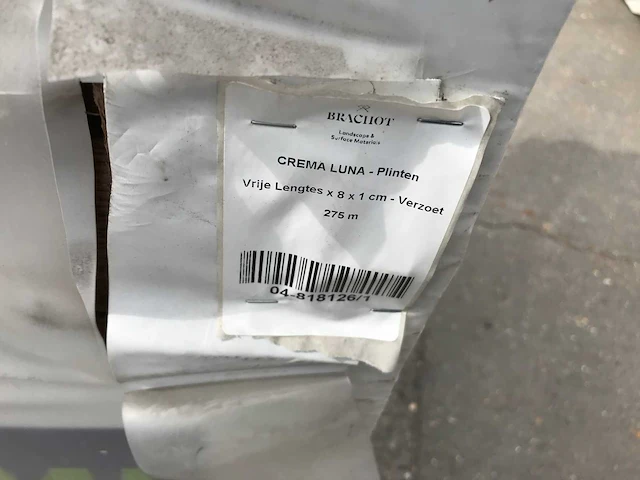 BRACHOT
Landscape &
Surface Materials
CREMA LUNA - Plinten
Vrije Lengtes x 8 x 1 cm - Verzoet
275 m
04-818126/1